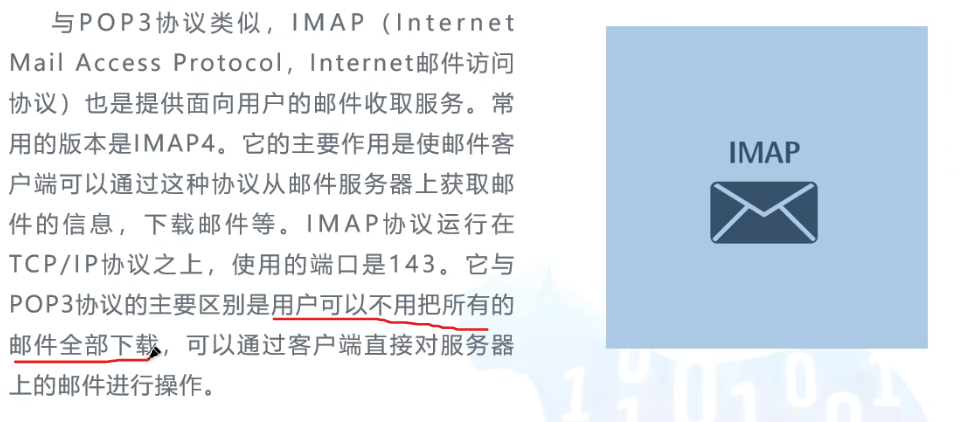 与POP3协议类似，IMAP（Internet
Mail Access Protocol，Internet邮件访问
协议）也是提供面向用户的邮件收取服务。常
用的版本是IMAP4。它的主要作用是使邮件客
户端可以通过这种协议从邮件服务器上获取邮
件的信息，下载邮件等。IMAP协议运行在
TCP/IP协议之上，使用的端口是143。它与
POP3协议的主要区别是用户可以不用把所有的
邮件全部下载，可以通过客户端直接对服务器
上的邮件进行操作。
IMAP